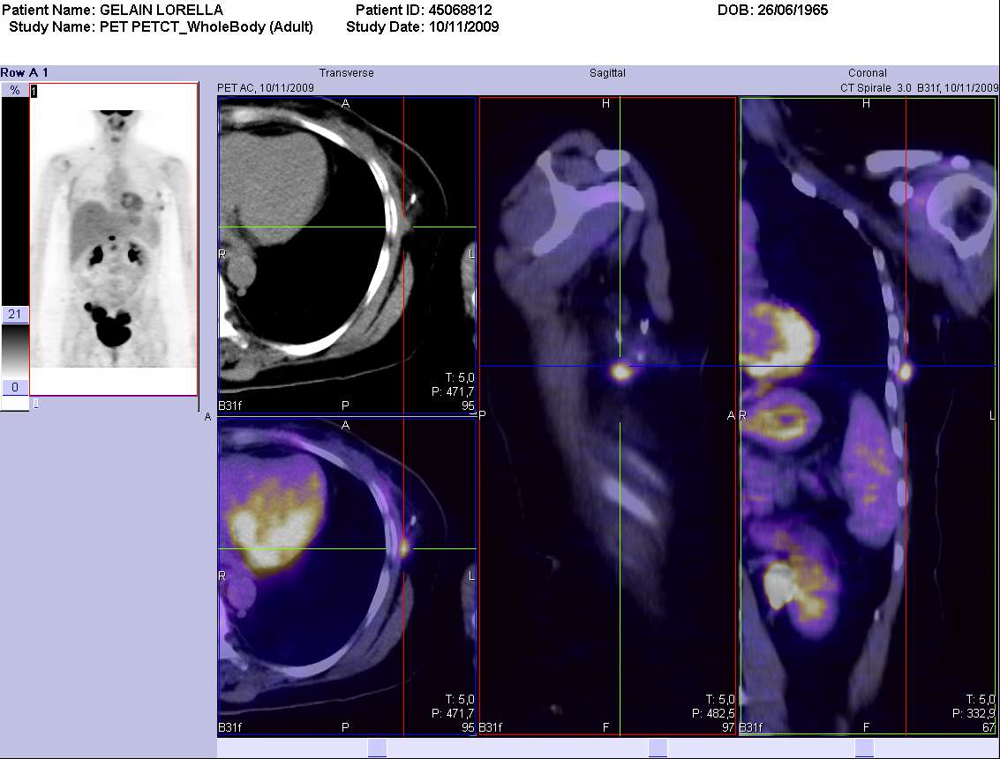 Patient Name: GELAIN LORELLA Patient ID: 45068812 DOB: 26/06/1965
Study Name: PET PETCT_WholeBody (Adult) Study Date: 10/11/2009
Row A 1 Transverse Sagittal Coronal
% 1 PET AC, 10/11/2009 CT Spirale 3.0 B31f, 10/11/2009
A H H
R L
21
T: 5,0
P: 471,7
0
B31f P 95
A P A R L
A
R L
T: 5,0 T: 5,0 T: 5,0
P: 471,7 P: 482,5 P: 332,9
B31f P 95 B31f F 97 B31f F 67